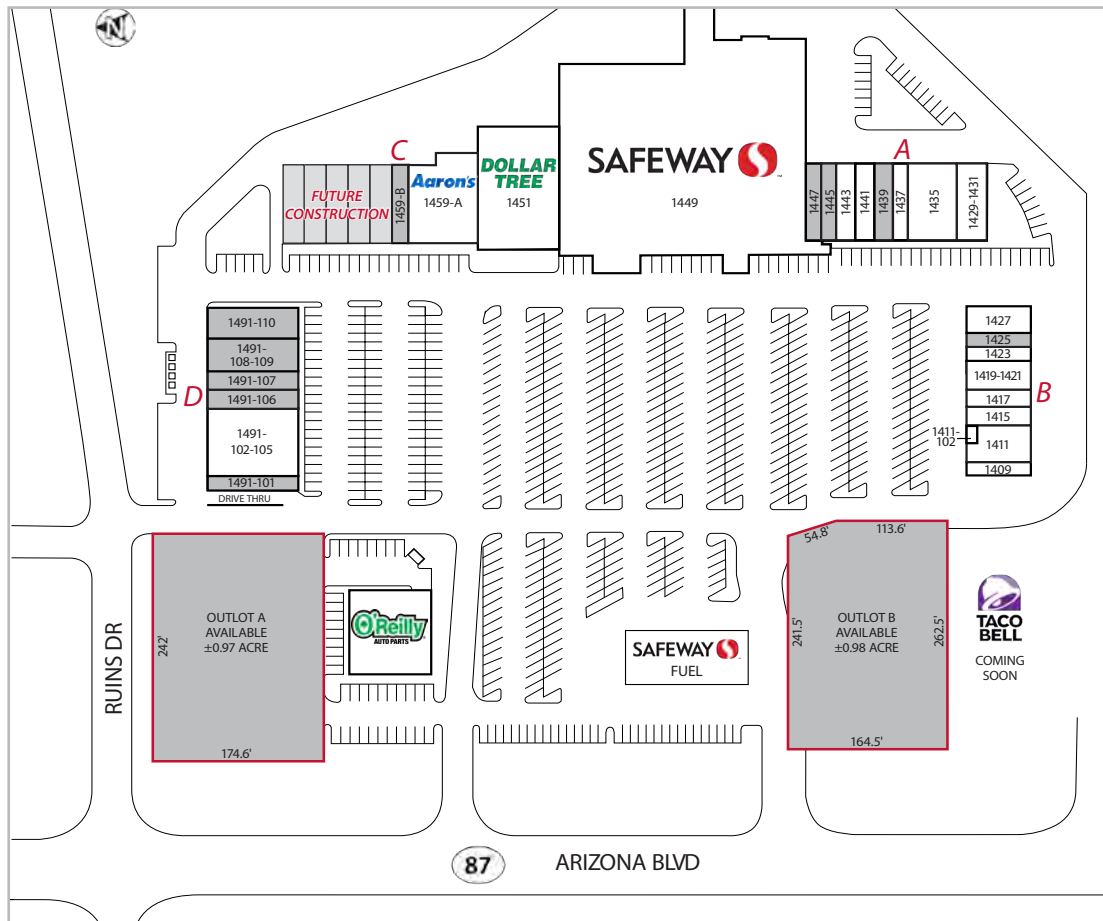 N
C
A
FUTURE
CONSTRUCTION
1459-B
Aaron's
1459-A
DOLLAR
TREE
1451
SAFEWAY
1449
1447
1445
1443
1441
1439
1437
1435
1429-1431
D
1491-110
1491-
108-109
1491-107
1491-106
1491-
102-105
1491-101
DRIVE THRU
B
1427
1425
1423
1419-1421
1417
1415
1411-
102
1411
1409
RUINS DR
242'
OUTLOT A
AVAILABLE
±0.97 ACRE
174.6'
O'Reilly
AUTO PARTS
SAFEWAY
FUEL
54.8'
113.6'
241.5'
OUTLOT B
AVAILABLE
±0.98 ACRE
262.5'
164.5'
TACO
BELL
COMING
SOON
87
ARIZONA BLVD